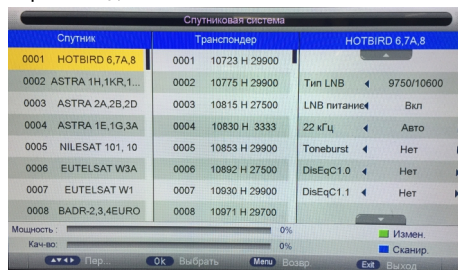 Спутниковая система
Спутник Транспондер HOTBIRD 6,7A,8
0001 HOTBIRD 6,7A,8 0001 10723 H 29900
0002 ASTRA 1H,1KR,1... 0002 10775 H 29900 Тип LNB 9750/10600
0003 ASTRA 2A,2B,2D 0003 10815 H 27500 LNB питание Вкл
0004 ASTRA 1E,1G,3A 0004 10830 H 3333 22 кГц Авто
0005 NILESAT 101, 10 0005 10853 H 29900 Toneburst Нет
0006 EUTELSAT W3A 0006 10892 H 27500 DisEqC1.0 Нет
0007 EUTELSAT W1 0007 10930 H 29900 DisEqC1.1 Нет
0008 BADR-2,3,4EURO 0008 10971 H 29700
Мощность : 0% Измен.
Кач-во: 0% Сканир.
Пер... Ok Выбрать Menu Возвр. Exit Выход